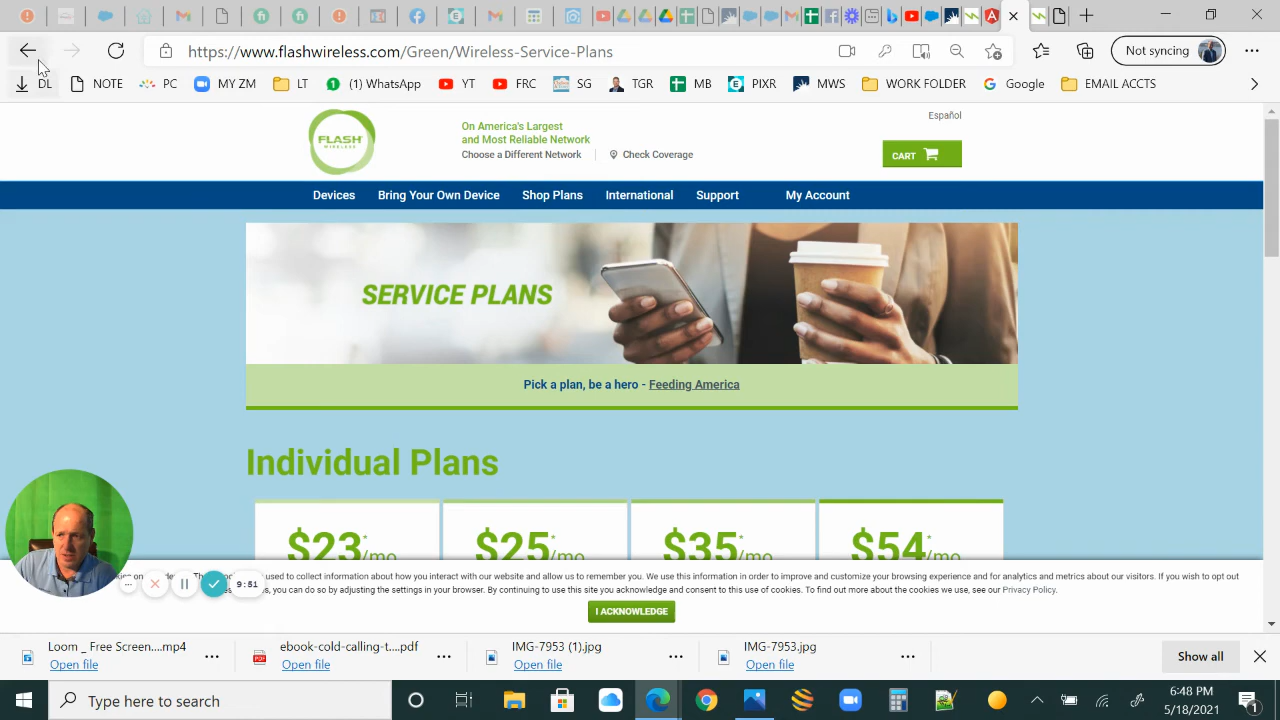 https://www.flashwireless.com/Green/Wireless-Service-Plans
Not syncing
DL
NOTE
PC
MY ZM
LT
(1) WhatsApp
YT
FRC
SG
TGR
MB
PIXR
MWS
WORK FOLDER
Google
EMAIL ACCTS
FLASH
WIRELESS
On America's Largest
and Most Reliable Network
Choose a Different Network
Check Coverage
Español
CART
Devices
Bring Your Own Device
Shop Plans
International
Support
My Account
SERVICE PLANS
Pick a plan, be a hero - Feeding America
Individual Plans
$23*/mo
$25*/mo
$35*/mo
$54*/mo
used to collect information about how you interact with our website and allow us to remember you. We use this information in order to improve and customize your browsing experience and for analytics and metrics about our visitors. If you wish to opt
you can do so by adjusting the settings in your browser. By continuing to use this site you acknowledge and consent to this use of cookies. To find out more about the cookies we use, see our Privacy Policy.
9:51
I ACKNOWLEDGE
Loom _ Free Screen....mp4
Open file
ebook-cold-calling-t....pdf
Open file
IMG-7953 (1).jpg
Open file
IMG-7953.jpg
Open file
Show all
Type here to search
6:48 PM
5/18/2021
1